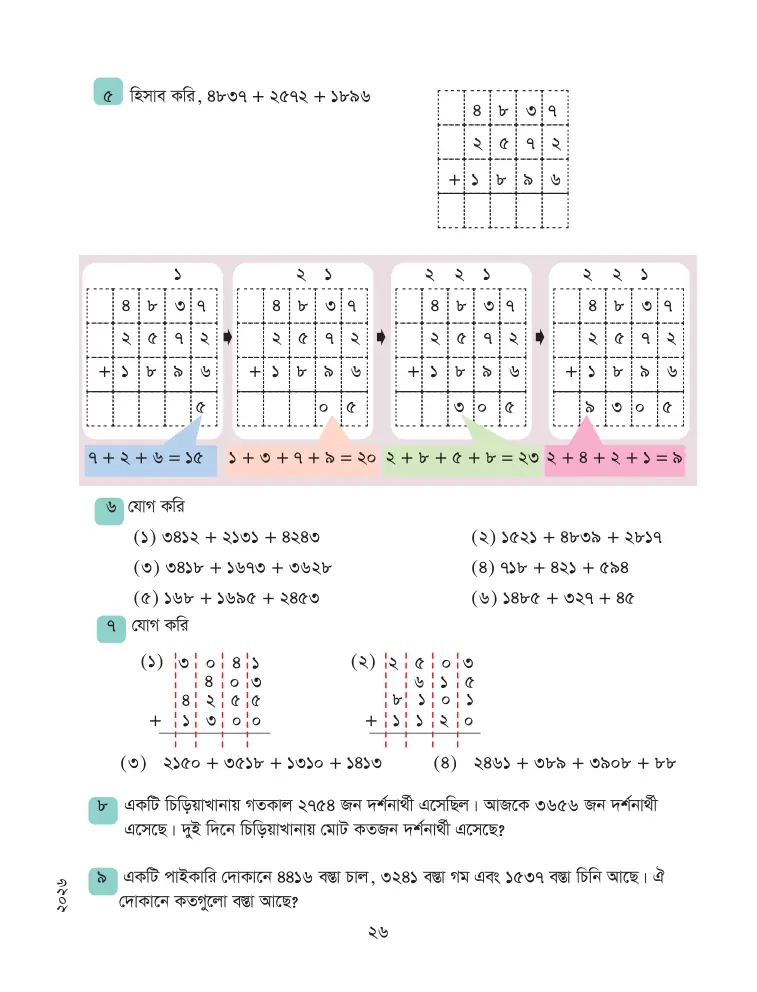 ৫ হিসাব করি, ৪৮৩৭ + ২৫৭২ + ১৮৯৬
৪ ৮ ৩ ৭
২ ৫ ৭ ২
+ ১ ৮ ৯ ৬
১
৪ ৮ ৩ ৭
২ ৫ ৭ ২
+ ১ ৮ ৯ ৬
৫
৭ + ২ + ৬ = ১৫
২ ১
৪ ৮ ৩ ৭
২ ৫ ৭ ২
+ ১ ৮ ৯ ৬
০ ৫
১ + ৩ + ৭ + ৯ = ২০
২ ২ ১
৪ ৮ ৩ ৭
২ ৫ ৭ ২
+ ১ ৮ ৯ ৬
৩ ০ ৫
২ + ৮ + ৫ + ৮ = ২৩
২ ২ ১
৪ ৮ ৩ ৭
২ ৫ ৭ ২
+ ১ ৮ ৯ ৬
৯ ৩ ০ ৫
২ + ৪ + ২ + ১ = ৯
৬ যোগ করি
(১) ৩৪১২ + ২১৩১ + ৪২৪৩ (২) ১৫২১ + ৪৮৩৯ + ২৮১৭
(৩) ৩৪১৮ + ১৬৭৩ + ৩৬২৮ (৪) ৭১৮ + ৪২১ + ৫৯৪
(৫) ১৬৮ + ১৬৯৫ + ২৪৫৩ (৬) ১৪৮৫ + ৩২৭ + ৪৫
৭ যোগ করি
(১) ৩ ০ ৪ ১
৪ ০ ৩
৪ ২ ৫ ৫
+ ১ ৩ ০ ০
(২) ২ ৫ ০ ৩
৬ ১ ৫
৮ ১ ০ ১
+ ১ ১ ২ ০
(৩) ২১৫০ + ৩৫১৮ + ১৩১০ + ১৪১৩ (৪) ২৪৬১ + ৩৮৯ + ৩৯০৮ + ৮৮
৮ একটি চিড়িয়াখানায় গতকাল ২৭৫৪ জন দর্শনার্থী এসেছিল। আজকে ৩৬৫৬ জন দর্শনার্থী
এসেছে। দুই দিনে চিড়িয়াখানায় মোট কতজন দর্শনার্থী এসেছে?
৯ একটি পাইকারি দোকানে ৪৪১৬ বস্তা চাল, ৩২৪১ বস্তা গম এবং ১৫৩৭ বস্তা চিনি আছে। ঐ
দোকানে কতগুলো বস্তা আছে?
২০২৬
২৬